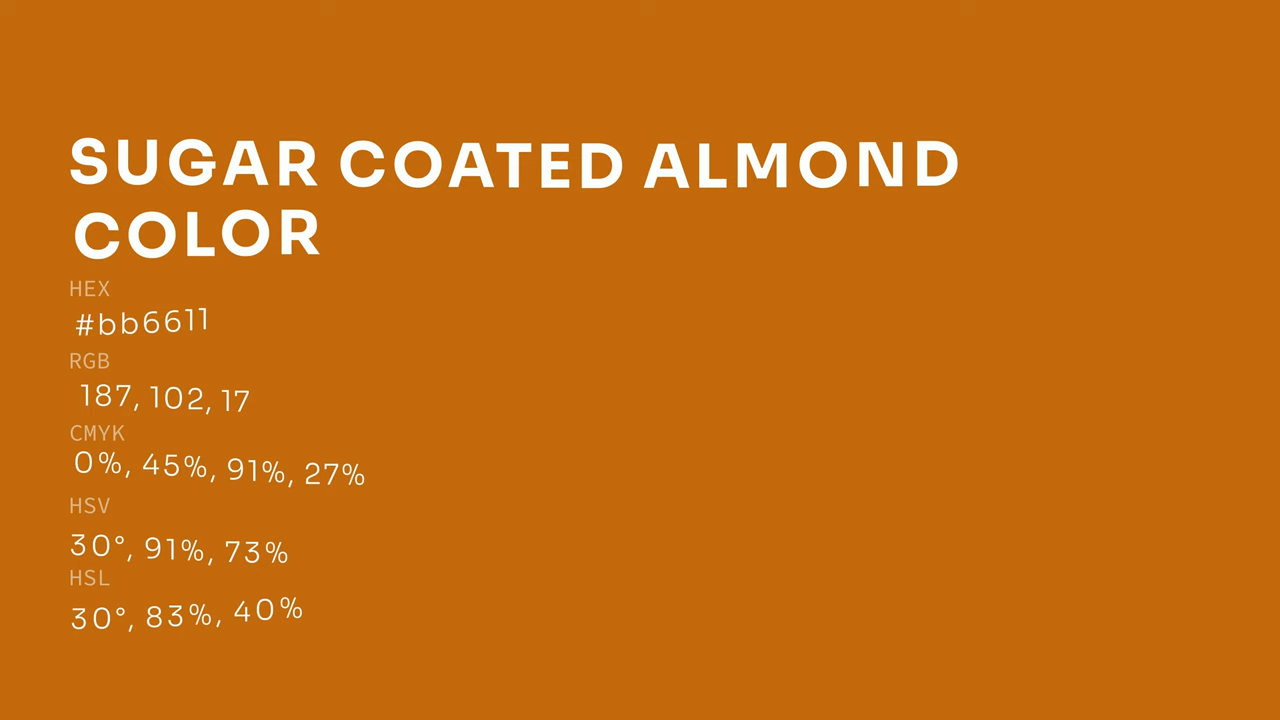 SUGAR COATED ALMOND
COLOR
HEX
#bb6611
RGB
187, 102, 17
CMYK
0%, 45%, 91%, 27%
HSV
30°, 91%, 73%
HSL
30°, 83%, 40%